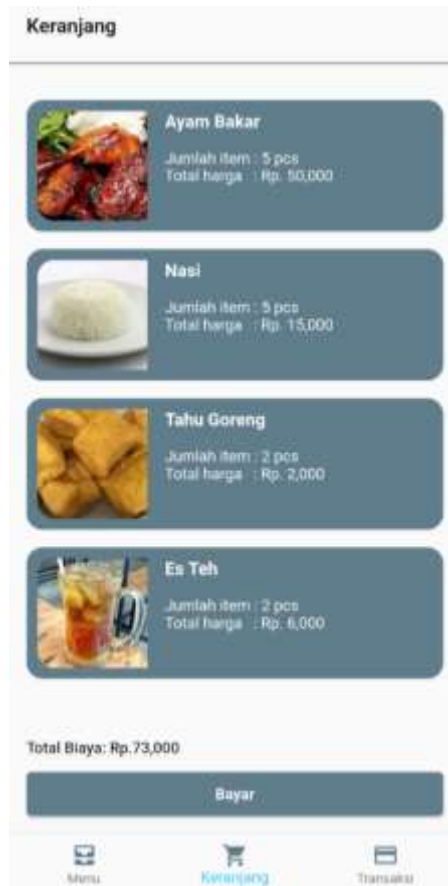 Keranjang
Ayam Bakar
Jumlah item : 5 pcs
Total harga : Rp. 50,000
Nasi
Jumlah item : 5 pcs
Total harga : Rp. 15,000
Tahu Goreng
Jumlah item : 2 pcs
Total harga : Rp. 2,000
Es Teh
Jumlah item : 2 pcs
Total harga : Rp. 6,000
Total Biaya: Rp.73,000
Bayar
Menu
Keranjang
Transaksi